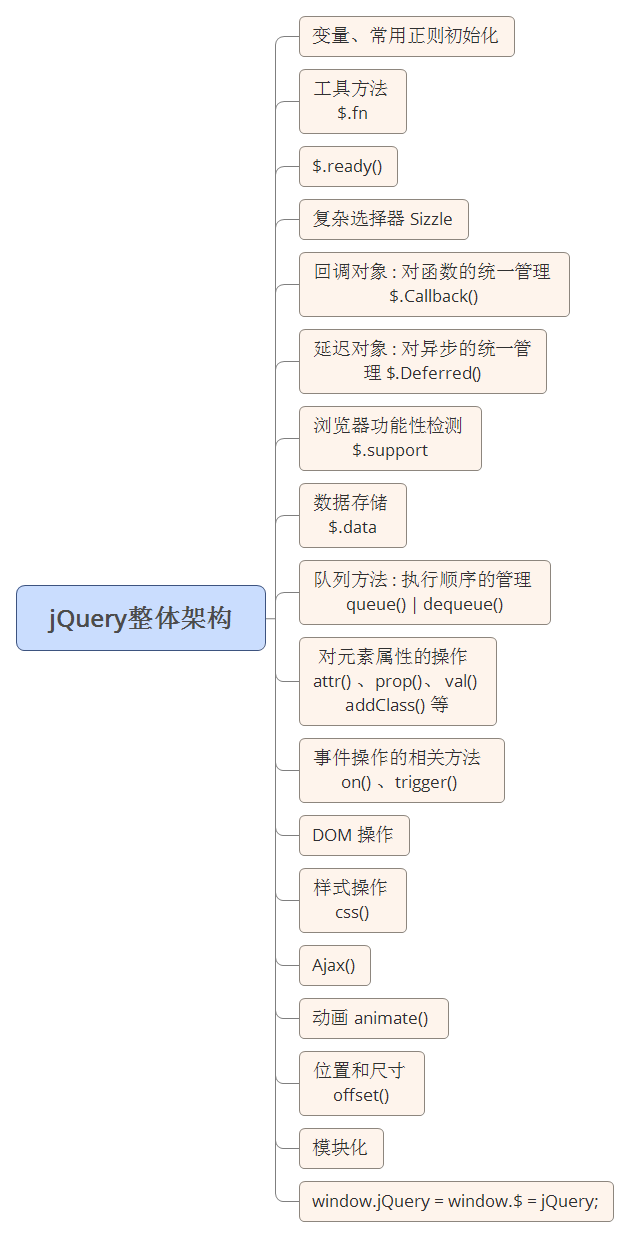 变量、常用正则初始化
工具方法
$.fn
$.ready()
复杂选择器 Sizzle
回调对象 : 对函数的统一管理
$.Callback()
延迟对象 : 对异步的统一管
理 $.Deferred()
浏览器功能性检测
$.support
数据存储
$.data
jQuery整体架构
队列方法 : 执行顺序的管理
queue() | dequeue()
对元素属性的操作
attr() 、prop()、 val()
addClass() 等
事件操作的相关方法
on() 、trigger()
DOM 操作
样式操作
css()
Ajax()
动画 animate()
位置和尺寸
offset()
模块化
window.jQuery = window.$ = jQuery;